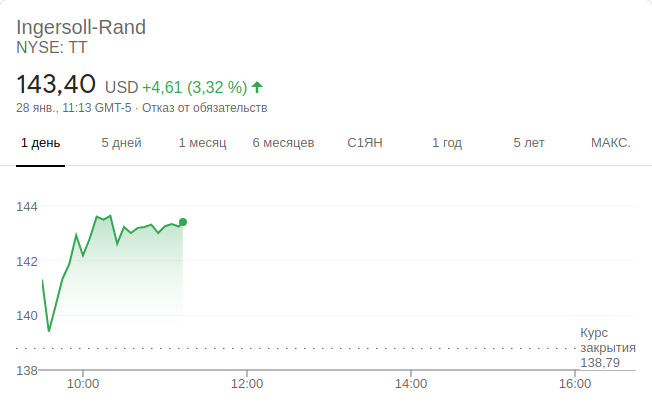 Ingersoll-Rand
NYSE: TT
143,40 USD +4,61 (3,32 %)
28 янв., 11:13 GMT-5 · Отказ от обязательств
1 день 5 дней 1 месяц 6 месяцев С1ЯН 1 год 5 лет МАКС.
144
142
140
Курс
закрытия
138,79
138
10:00 12:00 14:00 16:00